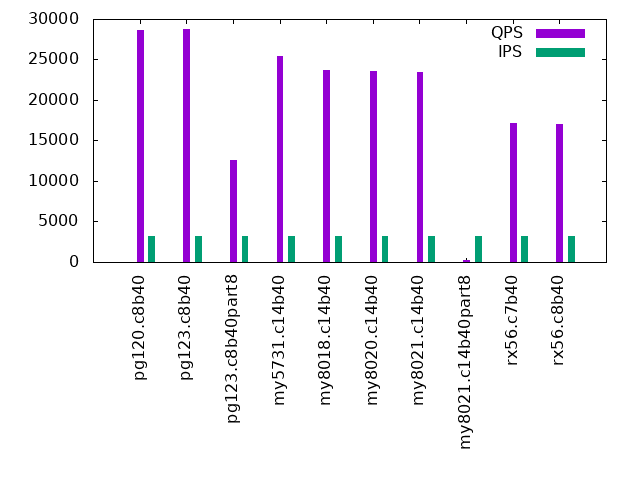 30000
25000
20000
15000
10000
5000
0
QPS
IPS
pg120.c8b40
pg123.c8b40
pg123.c8b40part8
my5731.c14b40
my8018.c14b40
my8020.c14b40
my8021.c14b40
my8021.c14b40part8
rx56.c7b40
rx56.c8b40